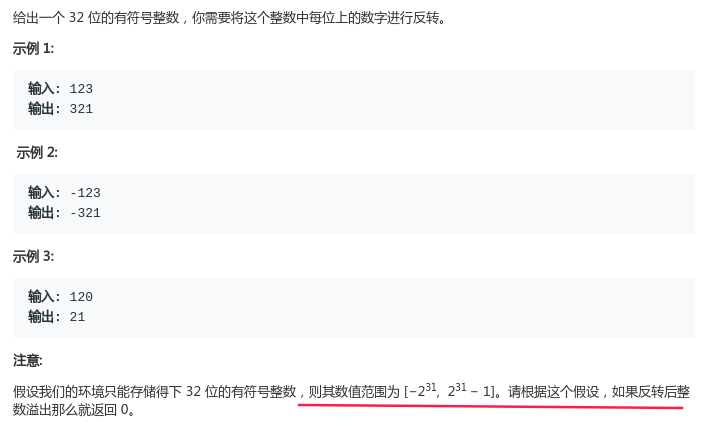 给出一个 32 位的有符号整数，你需要将这个整数中每位上的数字进行反转。
示例 1:
输入: 123
输出: 321
示例 2:
输入: -123
输出: -321
示例 3:
输入: 120
输出: 21
注意:
假设我们的环境只能存储得下 32 位的有符号整数，则其数值范围为 [−2³¹, 2³¹ − 1]。请根据这个假设，如果反转后整
数溢出那么就返回 0。